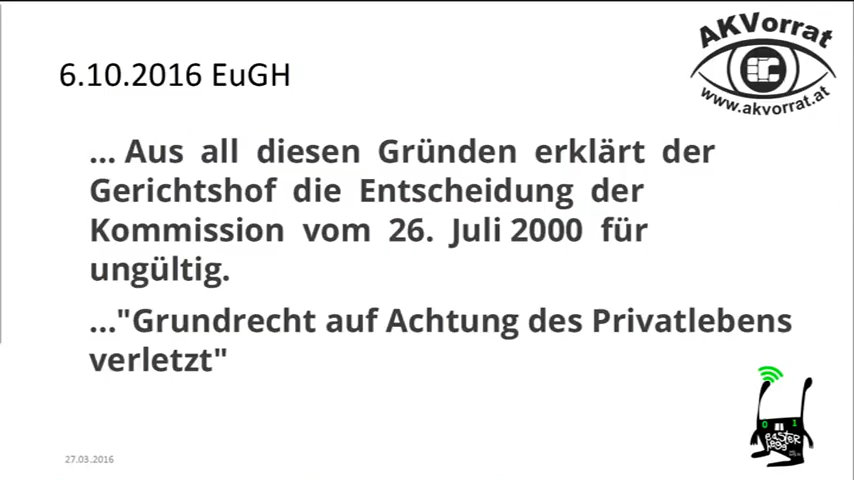 AKVorrat
www.akvorrat.at
6.10.2016 EuGH
... Aus all diesen Gründen erklärt der
Gerichtshof die Entscheidung der
Kommission vom 26. Juli 2000 für
ungültig.
..."Grundrecht auf Achtung des Privatlebens
verletzt"
0 1
easter
hegg
27.03.2016